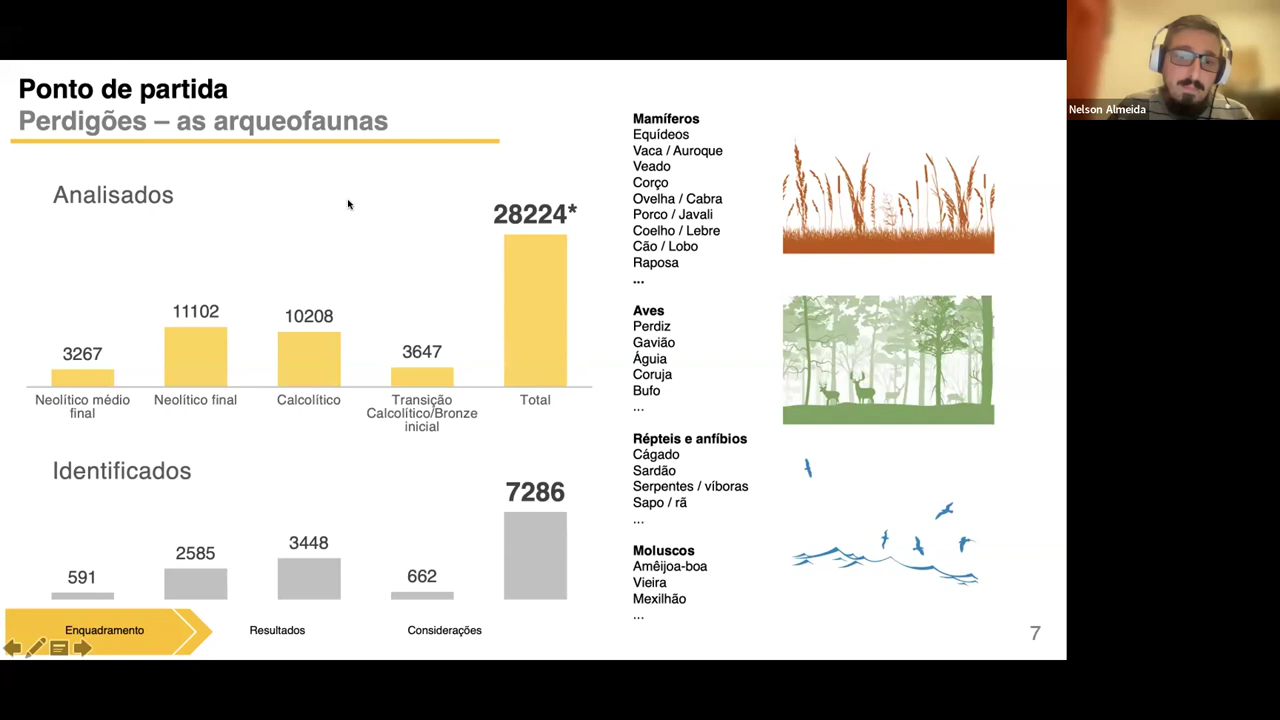 Ponto de partida
Perdigões – as arqueofaunas
Analisados
3267
11102
10208
3647
28224*
Neolítico médio
final
Neolítico final
Calcolítico
Transição
Calcolítico/Bronze
inicial
Total
Identificados
591
2585
3448
662
7286
Mamíferos
Equídeos
Vaca / Auroque
Veado
Corço
Ovelha / Cabra
Porco / Javali
Coelho / Lebre
Cão / Lobo
Raposa
...
Aves
Perdiz
Gavião
Águia
Coruja
Bufo
...
Répteis e anfíbios
Cágado
Sardão
Serpentes / víboras
Sapo / rã
...
Moluscos
Amêijoa-boa
Vieira
Mexilhão
...
Enquadramento
Resultados
Considerações
7
Nelson Almeida